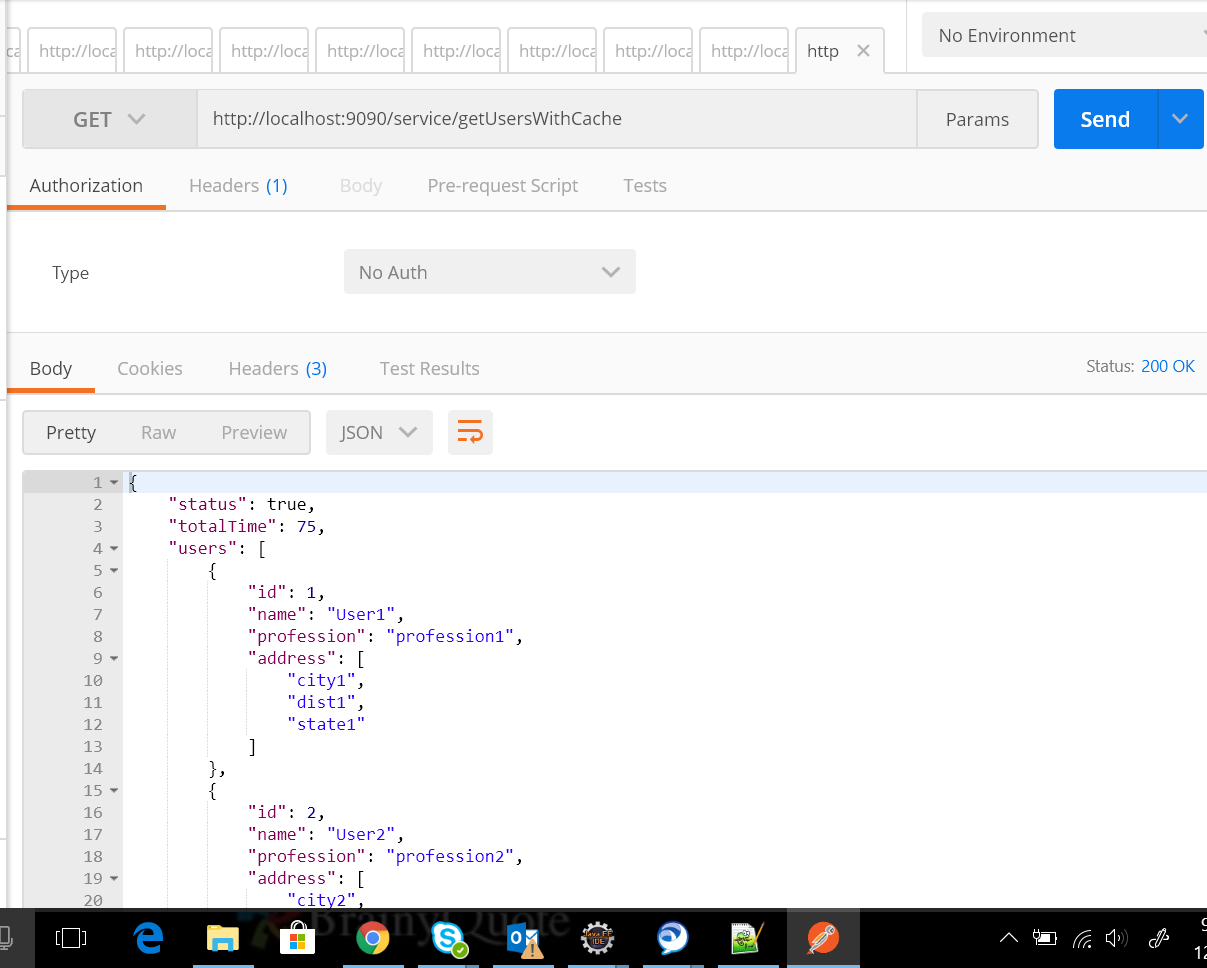 http://loca http://loca http://loca http://loca http://loca http://loca http://loca http://loca http No Environment
GET http://localhost:9090/service/getUsersWithCache Params Send
Authorization Headers (1) Body Pre-request Script Tests
Type No Auth
Body Cookies Headers (3) Test Results Status: 200 OK
Pretty Raw Preview JSON
1 {
2 "status": true,
3 "totalTime": 75,
4 "users": [
5 {
6 "id": 1,
7 "name": "User1",
8 "profession": "profession1",
9 "address": [
10 "city1",
11 "dist1",
12 "state1"
13 ]
14 },
15 {
16 "id": 2,
17 "name": "User2",
18 "profession": "profession2",
19 "address": [
20 "city2",
BrainyQuote
Java EE
IDE